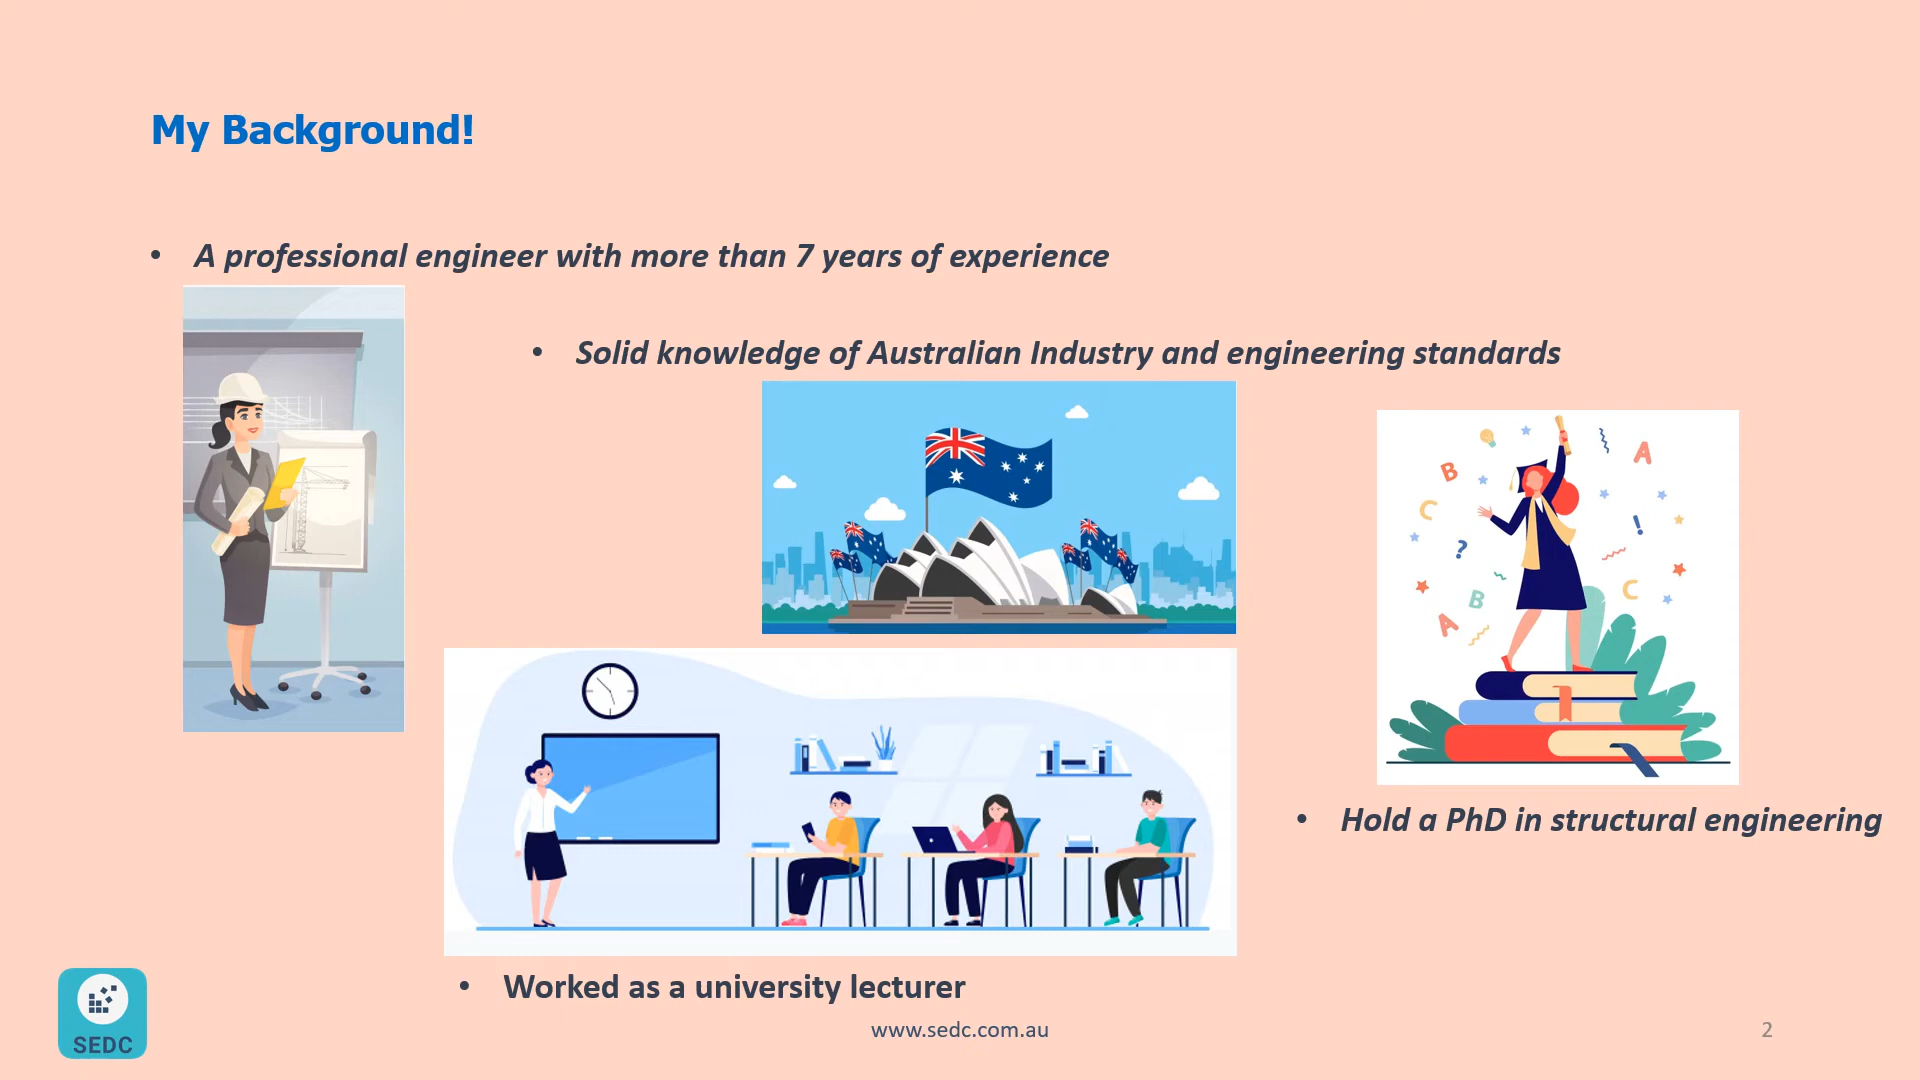 My Background!
• A professional engineer with more than 7 years of experience
• Solid knowledge of Australian Industry and engineering standards
B
A
C
?
!
B
C
A
• Hold a PhD in structural engineering
• Worked as a university lecturer
SEDC
www.sedc.com.au
2